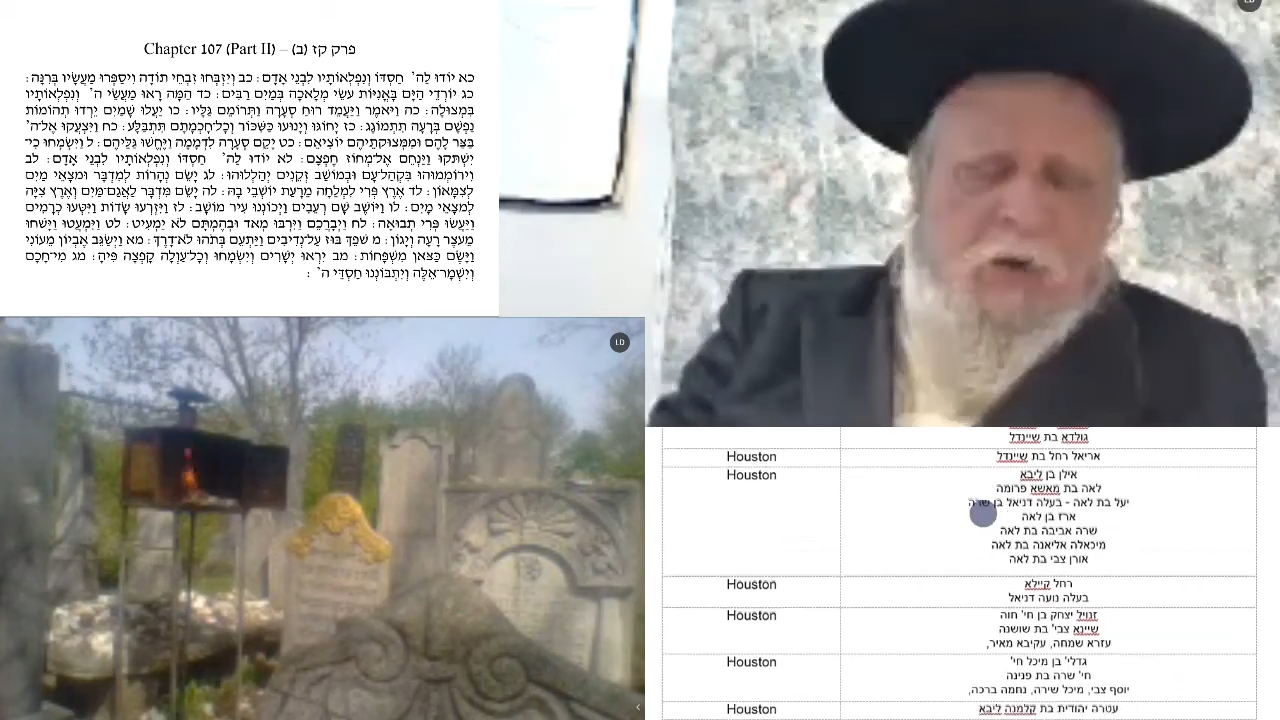 Chapter 107 (Part II) – פרק קז (ב)
כא יוֹדוּ לַה' חַסְדּוֹ וְנִפְלְאוֹתָיו לִבְנֵי אָדָם: כב וְיִזְבְּחוּ זִבְחֵי תוֹדָה וִיסַפְּרוּ מַעֲשָׂיו בְּרִנָּה:
כג יוֹרְדֵי הַיָּם בָּאֳנִיּוֹת עֹשֵׂי מְלָאכָה בְּמַיִם רַבִּים: כד הֵמָּה רָאוּ מַעֲשֵׂי ה' וְנִפְלְאוֹתָיו
בִּמְצוּלָה: כה וַיֹּאמֶר וַיַּעֲמֵד רוּחַ סְעָרָה וַתְּרוֹמֵם גַּלָּיו: כו יַעֲלוּ שָׁמַיִם יֵרְדוּ תְהוֹמוֹת
נַפְשָׁם בְּרָעָה תִתְמוֹגָג: כז יָחוֹגּוּ וְיָנוּעוּ כַּשִּׁכּוֹר וְכָל־חָכְמָתָם תִּתְבַּלָּע: כח וַיִּצְעֲקוּ אֶל־ה'
בַּצַּר לָהֶם וּמִמְּצוּקֹתֵיהֶם יוֹצִיאֵם: כט יָקֵם סְעָרָה לִדְמָמָה וַיֶּחֱשׁוּ גַּלֵּיהֶם: ל וַיִּשְׂמְחוּ כִי־
יִשְׁתֹּקוּ וַיַּנְחֵם אֶל־מְחוֹז חֶפְצָם: לא יוֹדוּ לַה' חַסְדּוֹ וְנִפְלְאוֹתָיו לִבְנֵי אָדָם: לב
וִירוֹמְמוּהוּ בִּקְהַל־עָם וּבְמוֹשַׁב זְקֵנִים יְהַלְלוּהוּ: לג יָשֵׂם נְהָרוֹת לְמִדְבָּר וּמֹצָאֵי מַיִם
לְצִמָּאוֹן: לד אֶרֶץ פְּרִי לִמְלֵחָה מֵרָעַת יוֹשְׁבֵי בָהּ: לה יָשֵׂם מִדְבָּר לַאֲגַם־מַיִם וְאֶרֶץ צִיָּה
לְמֹצָאֵי מָיִם: לו וַיּוֹשֶׁב שָׁם רְעֵבִים וַיְכוֹנְנוּ עִיר מוֹשָׁב: לז וַיִּזְרְעוּ שָׂדוֹת וַיִּטְּעוּ כְרָמִים
וַיַּעֲשׂוּ פְּרִי תְבוּאָה: לח וַיְבָרֲכֵם וַיִּרְבּוּ מְאֹד וּבְהֶמְתָּם לֹא יַמְעִיט: לט וַיִּמְעֲטוּ וַיָּשֹׁחוּ
מֵעֹצֶר רָעָה וְיָגוֹן: מ שֹׁפֵךְ בּוּז עַל־נְדִיבִים וַיַּתְעֵם בְּתֹהוּ לֹא־דָרֶךְ: מא וַיְשַׂגֵּב אֶבְיוֹן מֵעוֹנִי
וַיָּשֶׂם כַּצֹּאן מִשְׁפָּחוֹת: מב יִרְאוּ יְשָׁרִים וְיִשְׂמָחוּ וְכָל־עַוְלָה קָפְצָה פִּיהָ: מג מִי־חָכָם
וְיִשְׁמָר־אֵלֶּה וְיִתְבּוֹנְנוּ חַסְדֵי ה' :
LD
גולדא בת שיינדל
Houston אריאל רחל בת שיינדל
Houston אילן בן ליבא
לאה בת מאשא פרומה
יעל בת לאה - בעלה דניאל בן שרה
ארז בן לאה
שרה אביבה בת לאה
מיכאלה אליאנה בת לאה
אורן צבי בת לאה
Houston רחל קיילא
בעלה נועה דניאל
Houston זנויל יצחק בן חי' חוה
שיינא צבי' בת שושנה
עזרא שמחה, עקיבא מאיר,
Houston גדלי' בן מיכל חי'
חי' שרה בת פנינה
יוסף צבי, מיכל שירה, נחמה ברכה,
Houston עטרה יהודית בת קלמנה ליבא